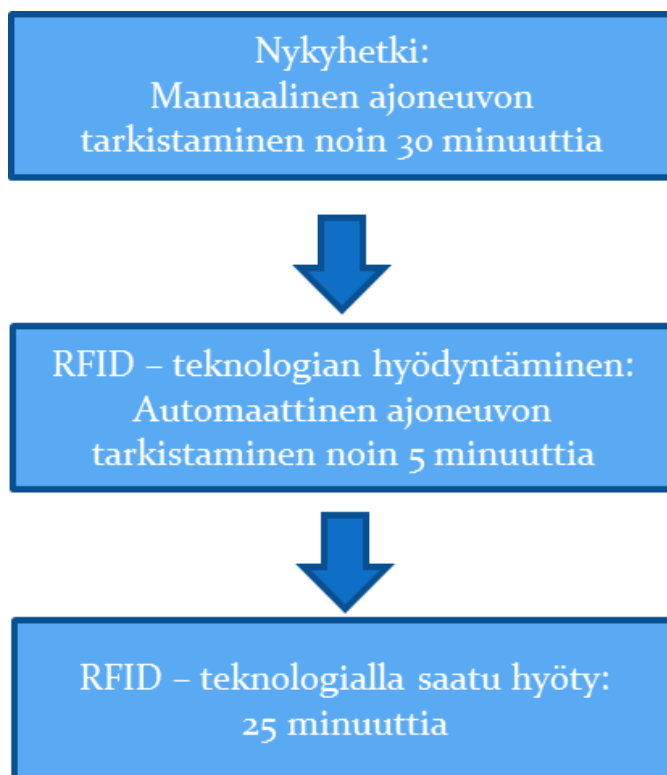 Nykyhetki:
Manuaalinen ajoneuvon
tarkistaminen noin 30 minuuttia
RFID – teknologian hyödyntäminen:
Automaattinen ajoneuvon
tarkistaminen noin 5 minuuttia
RFID – teknologialla saatu hyöty:
25 minuuttia